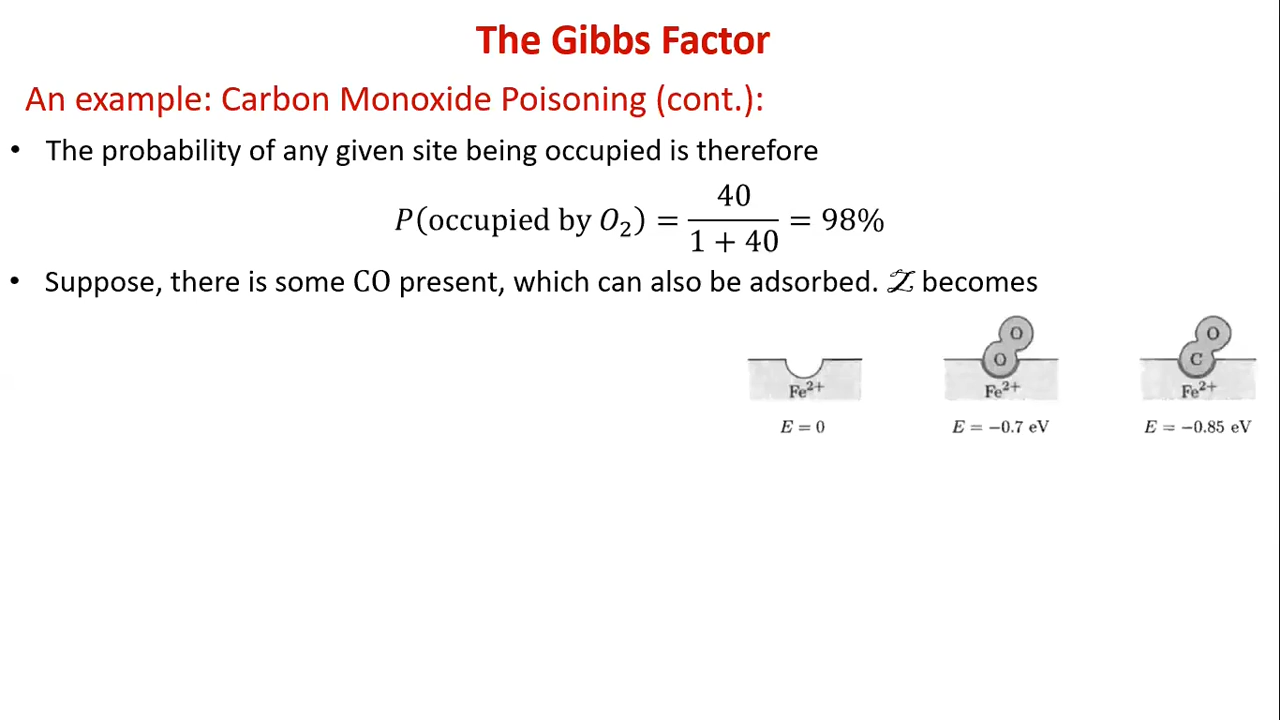 The Gibbs Factor
An example: Carbon Monoxide Poisoning (cont.):
• The probability of any given site being occupied is therefore
P(occupied by O₂) = 40 / (1 + 40) = 98%
• Suppose, there is some CO present, which can also be adsorbed. 𝒵 becomes
O O
O C
Fe²⁺ Fe²⁺ Fe²⁺
E = 0 E = −0.7 eV E = −0.85 eV